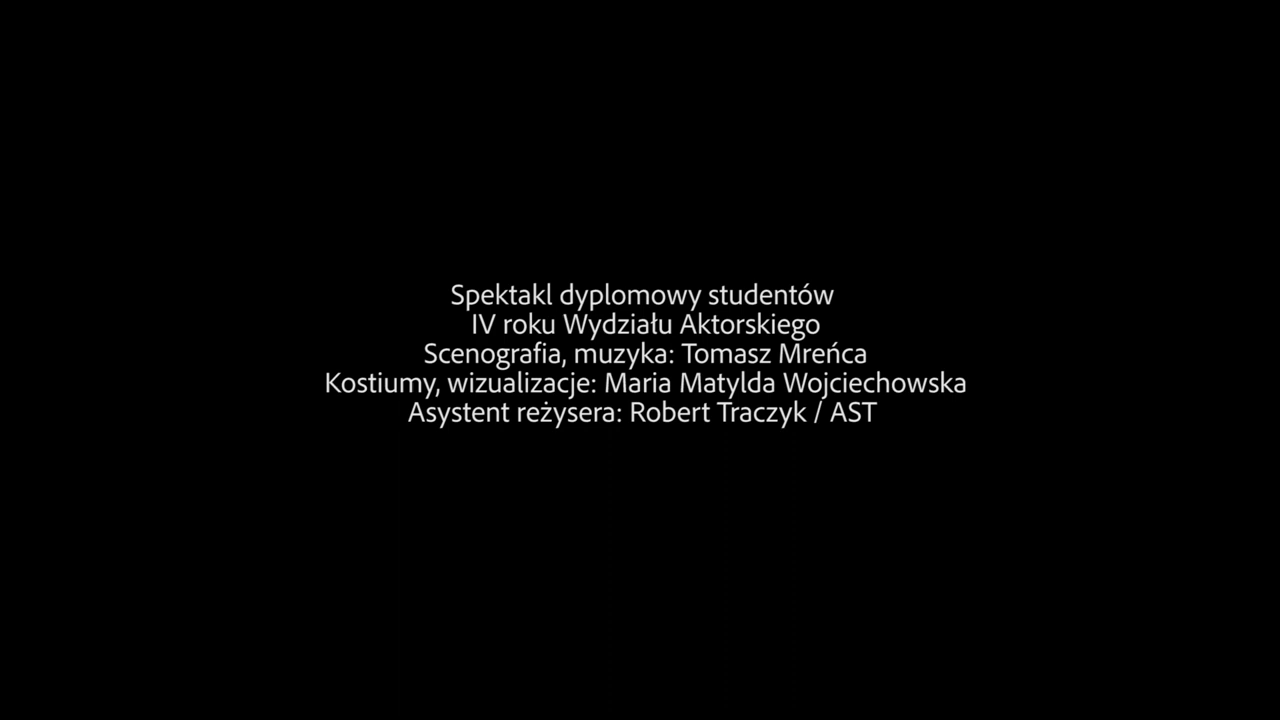 Spektakl dyplomowy studentów
IV roku Wydziału Aktorskiego
Scenografia, muzyka: Tomasz Mreńca
Kostiumy, wizualizacje: Maria Matylda Wojciechowska
Asystent reżysera: Robert Traczyk / AST